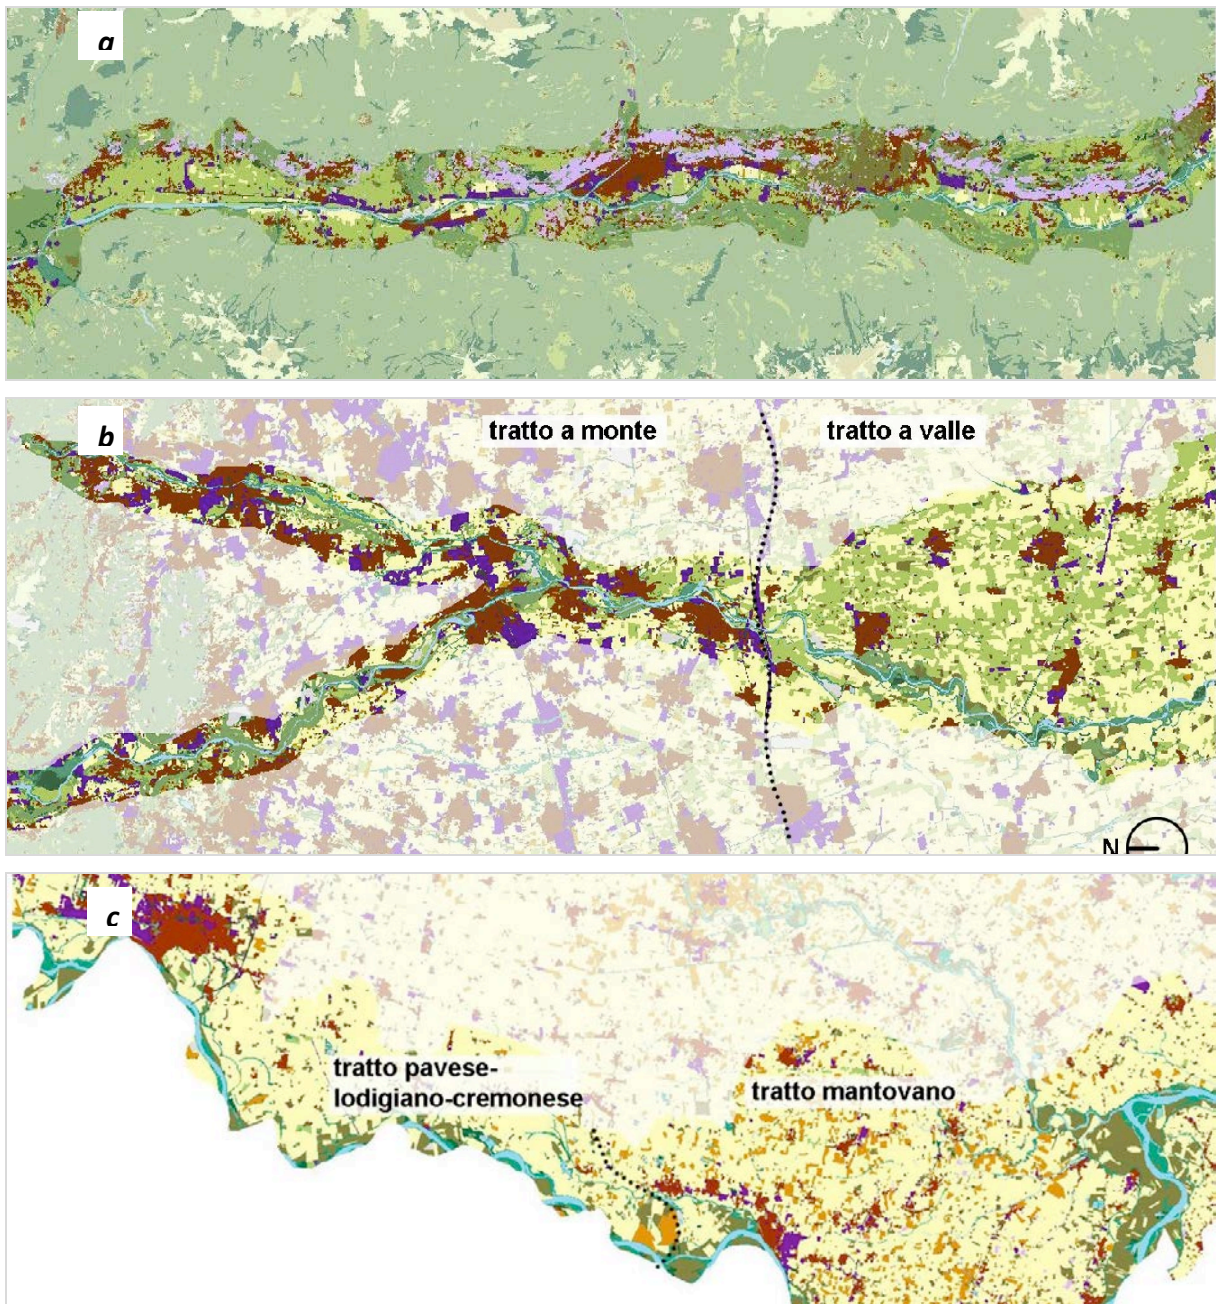 a
b
tratto a monte
tratto a valle
N
c
tratto pavese-
lodigiano-cremonese
tratto mantovano